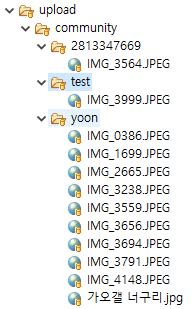 upload
community
2813347669
IMG_3564.JPEG
test
IMG_3999.JPEG
yoon
IMG_0386.JPEG
IMG_1699.JPEG
IMG_2665.JPEG
IMG_3238.JPEG
IMG_3559.JPEG
IMG_3656.JPEG
IMG_3694.JPEG
IMG_3791.JPEG
IMG_4148.JPEG
가오갤 너구리.jpg